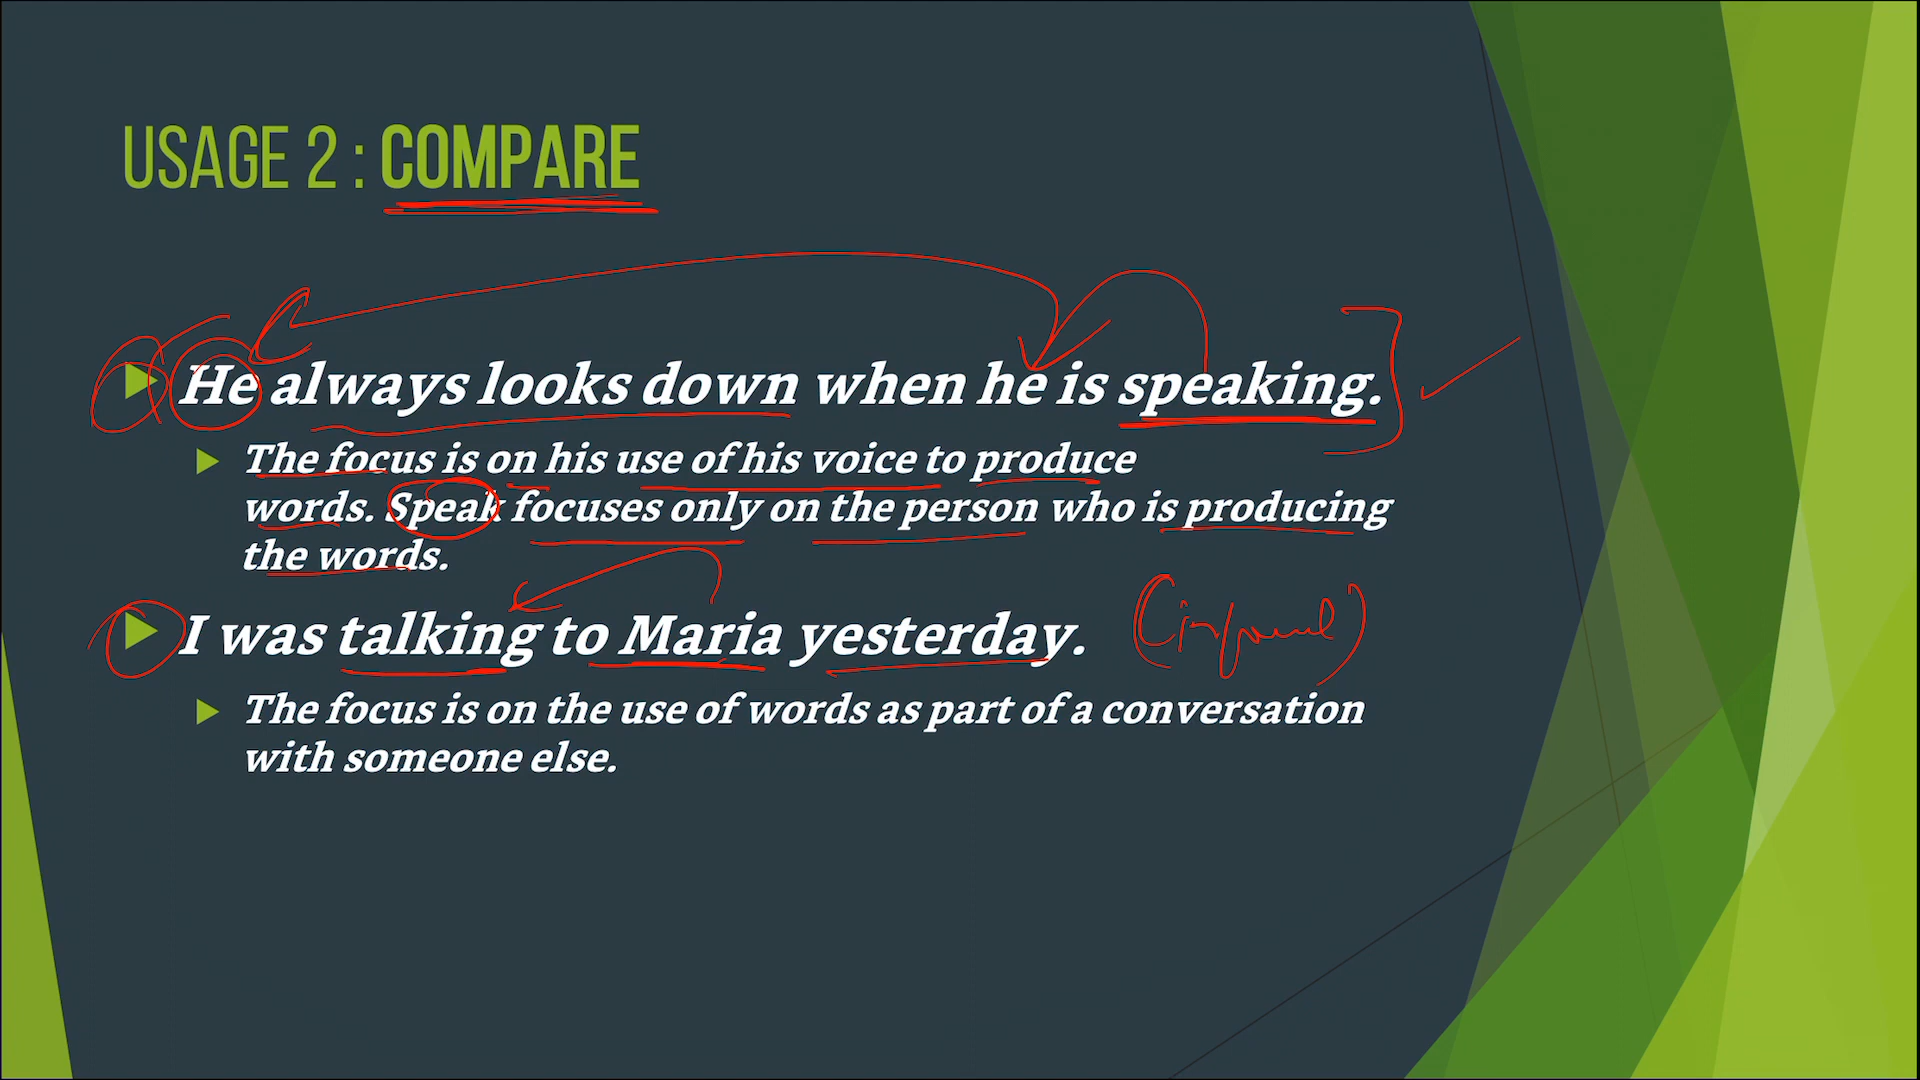 USAGE 2 : COMPARE
He always looks down when he is speaking.
The focus is on his use of his voice to produce
words. Speak focuses only on the person who is producing
the words.
I was talking to Maria yesterday.
The focus is on the use of words as part of a conversation
with someone else.